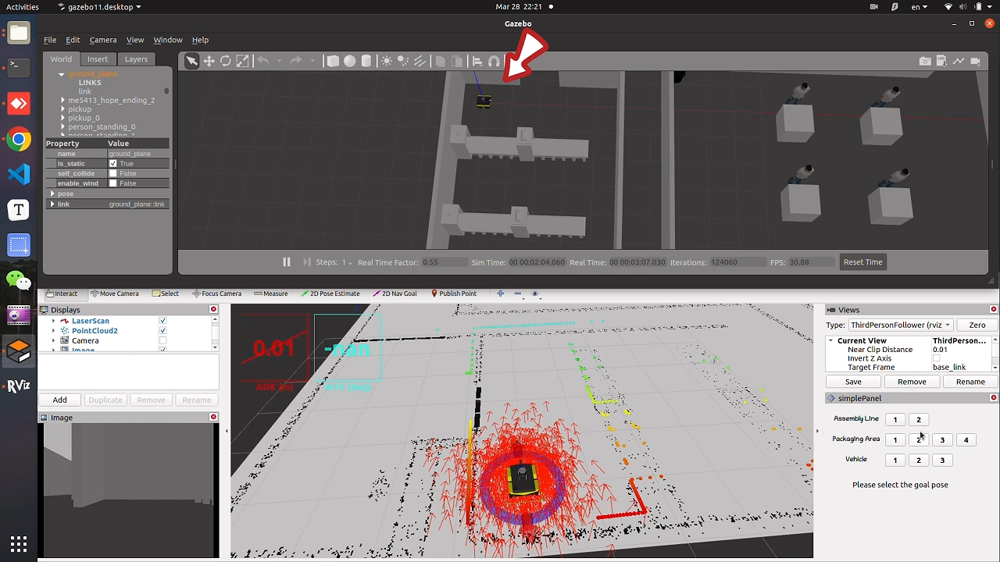 Activities gazebo11.desktop Mar 28 22:21 en
Gazebo
File Edit Camera View Window Help
World Insert Layers
ground_plane
LINKS
link
me5413_hope_ending_2
pickup
pickup_0
person_standing_0
person_standing_1
Property Value
name ground_plane
is_static True
self_collide False
enable_wind False
pose
link ground_plane::link
Steps: 1 Real Time Factor: 0.55 Sim Time: 00 00:02:04.060 Real Time: 00 00:03:07.030 Iterations: 124060 FPS: 30.88 Reset Time
Interact Move Camera Select Focus Camera Measure 2D Pose Estimate 2D Nav Goal Publish Point
Displays
LaserScan
PointCloud2
Camera
Image
Add Duplicate Remove Rename
Image
0.01 -nan
ADE (m) AHE (deg)
Views
Type: ThirdPersonFollower (rviz Zero
Current View ThirdPerson...
Near Clip Distance 0.01
Invert Z Axis
Target Frame base_link
Save Remove Rename
simplePanel
Assembly Line 1 2
Packaging Area 1 2 3 4
Vehicle 1 2 3
Please select the goal pose
T
RViz